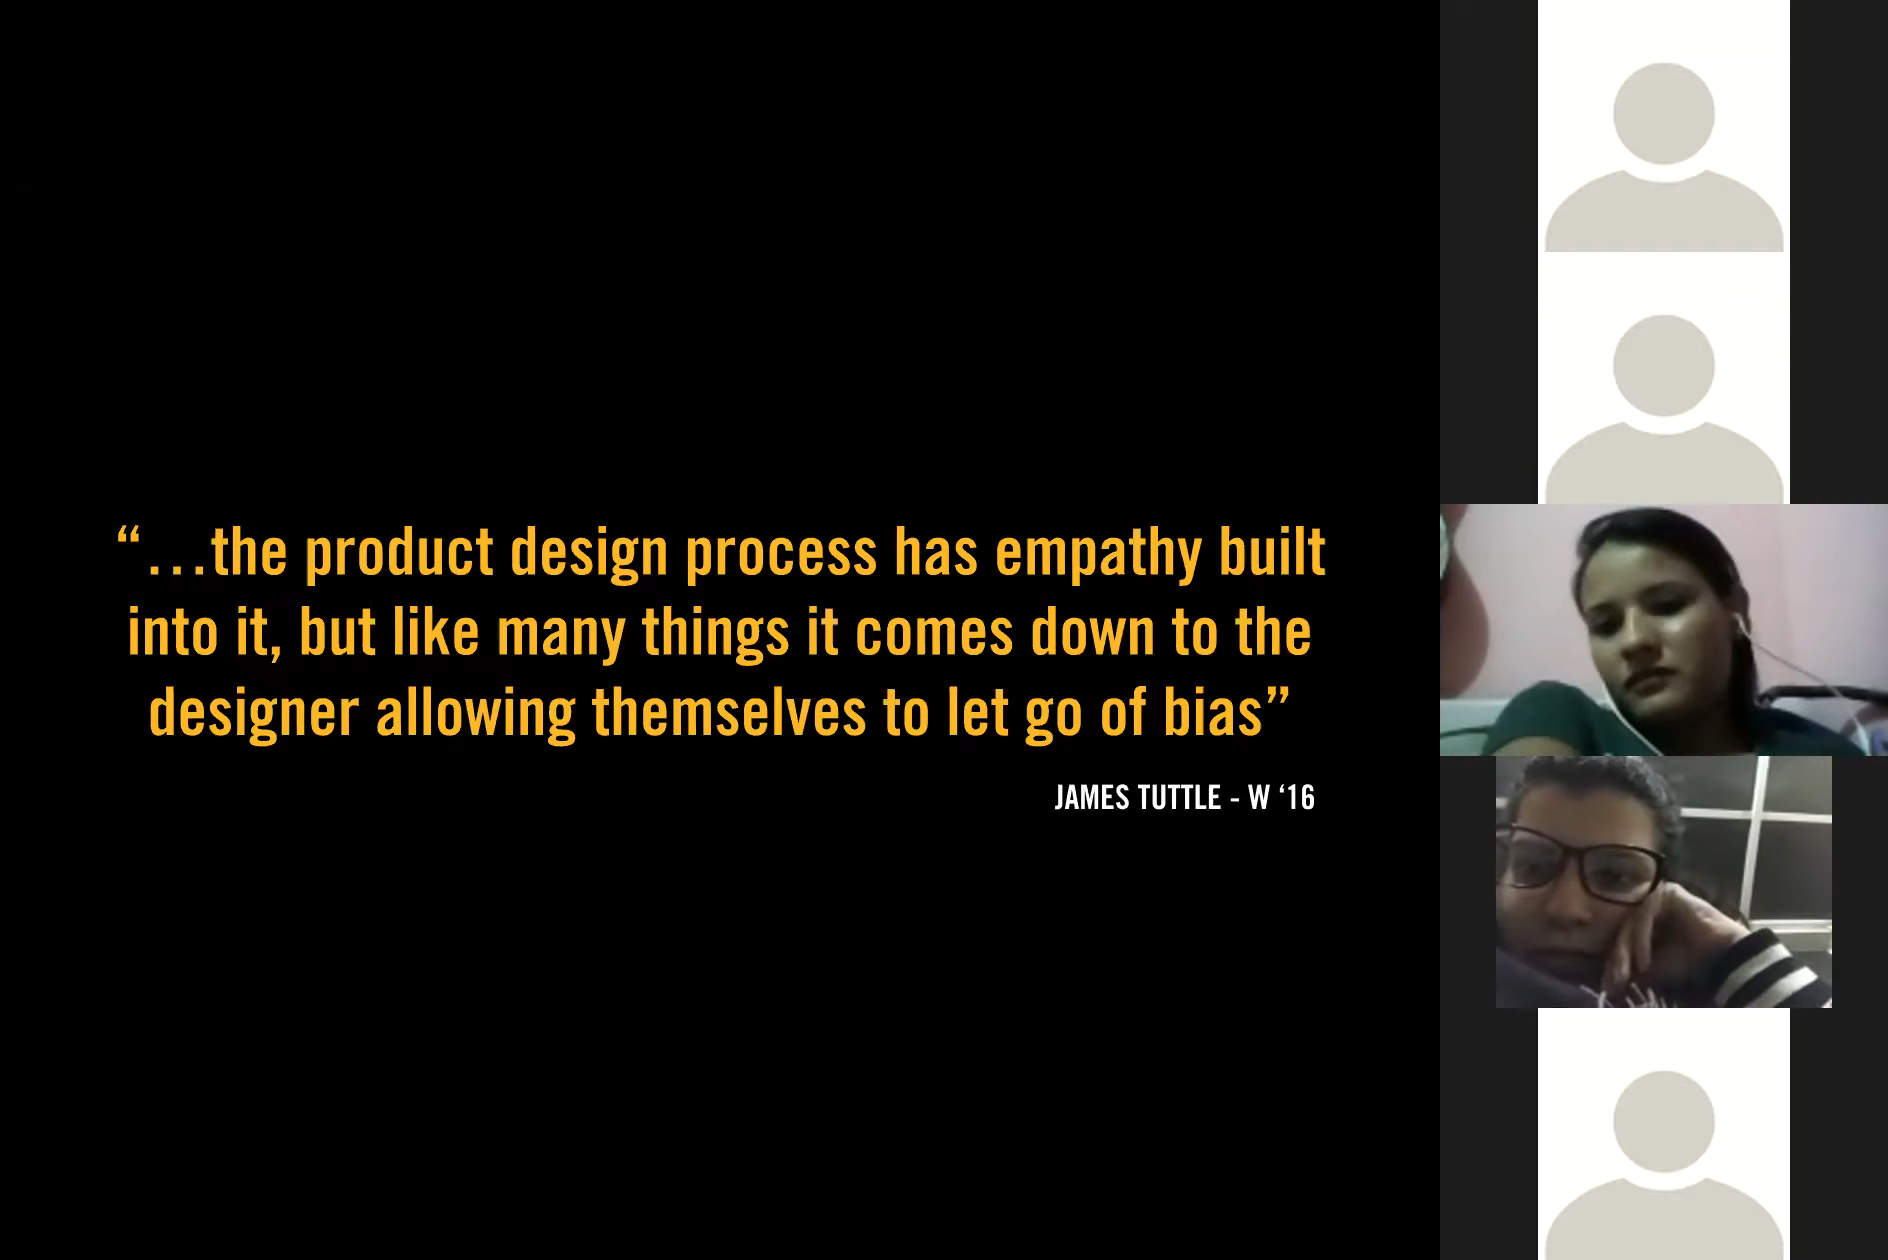 “...the product design process has empathy built
into it, but like many things it comes down to the
designer allowing themselves to let go of bias”
JAMES TUTTLE - W ‘16